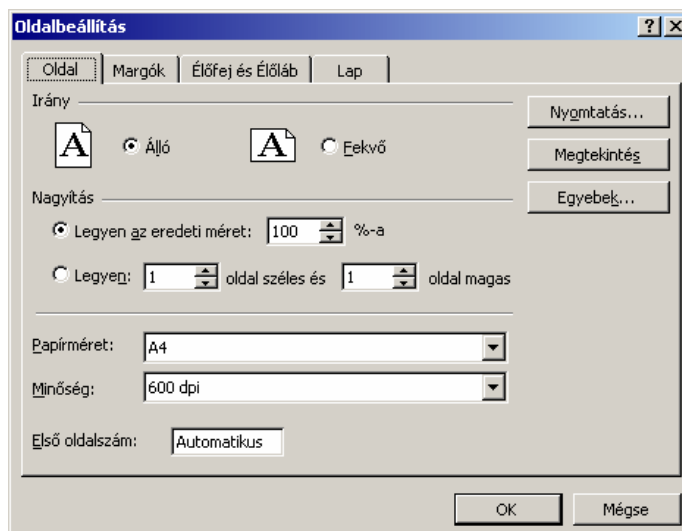 Oldalbeállítás
Oldal Margók Élőfej és Élőláb Lap
Irány
A Álló A Fekvő
Nyomtatás...
Megtekintés
Nagyítás
Egyebek...
Legyen az eredeti méret: 100 %-a
Legyen: 1 oldal széles és 1 oldal magas
Papírméret: A4
Minőség: 600 dpi
Első oldalszám: Automatikus
OK Mégse